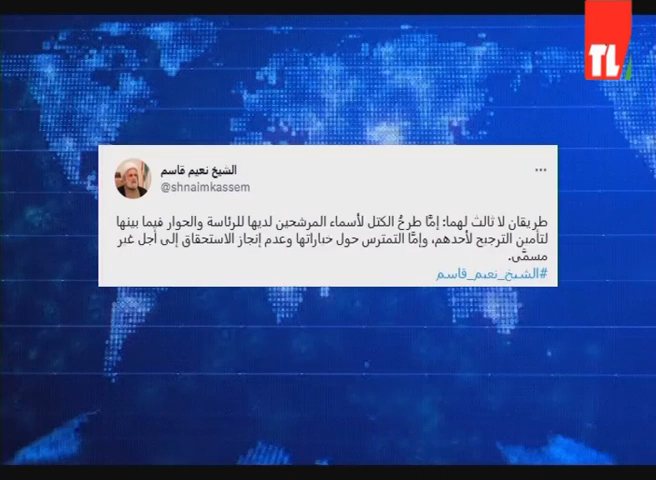 TL
الشيخ نعيم قاسم
@shnaimkassem
طريقان لا ثالث لهما: إمَّا طرحُ الكتل لأسماء المرشحين لديها للرئاسة والحوار فيما بينها
لتأمين الترجيح لأحدهم، وإمَّا التمترس حول خياراتها وعدم إنجاز الاستحقاق إلى أجل غير
مسمَّى.
#الشيخ_نعيم_قاسم